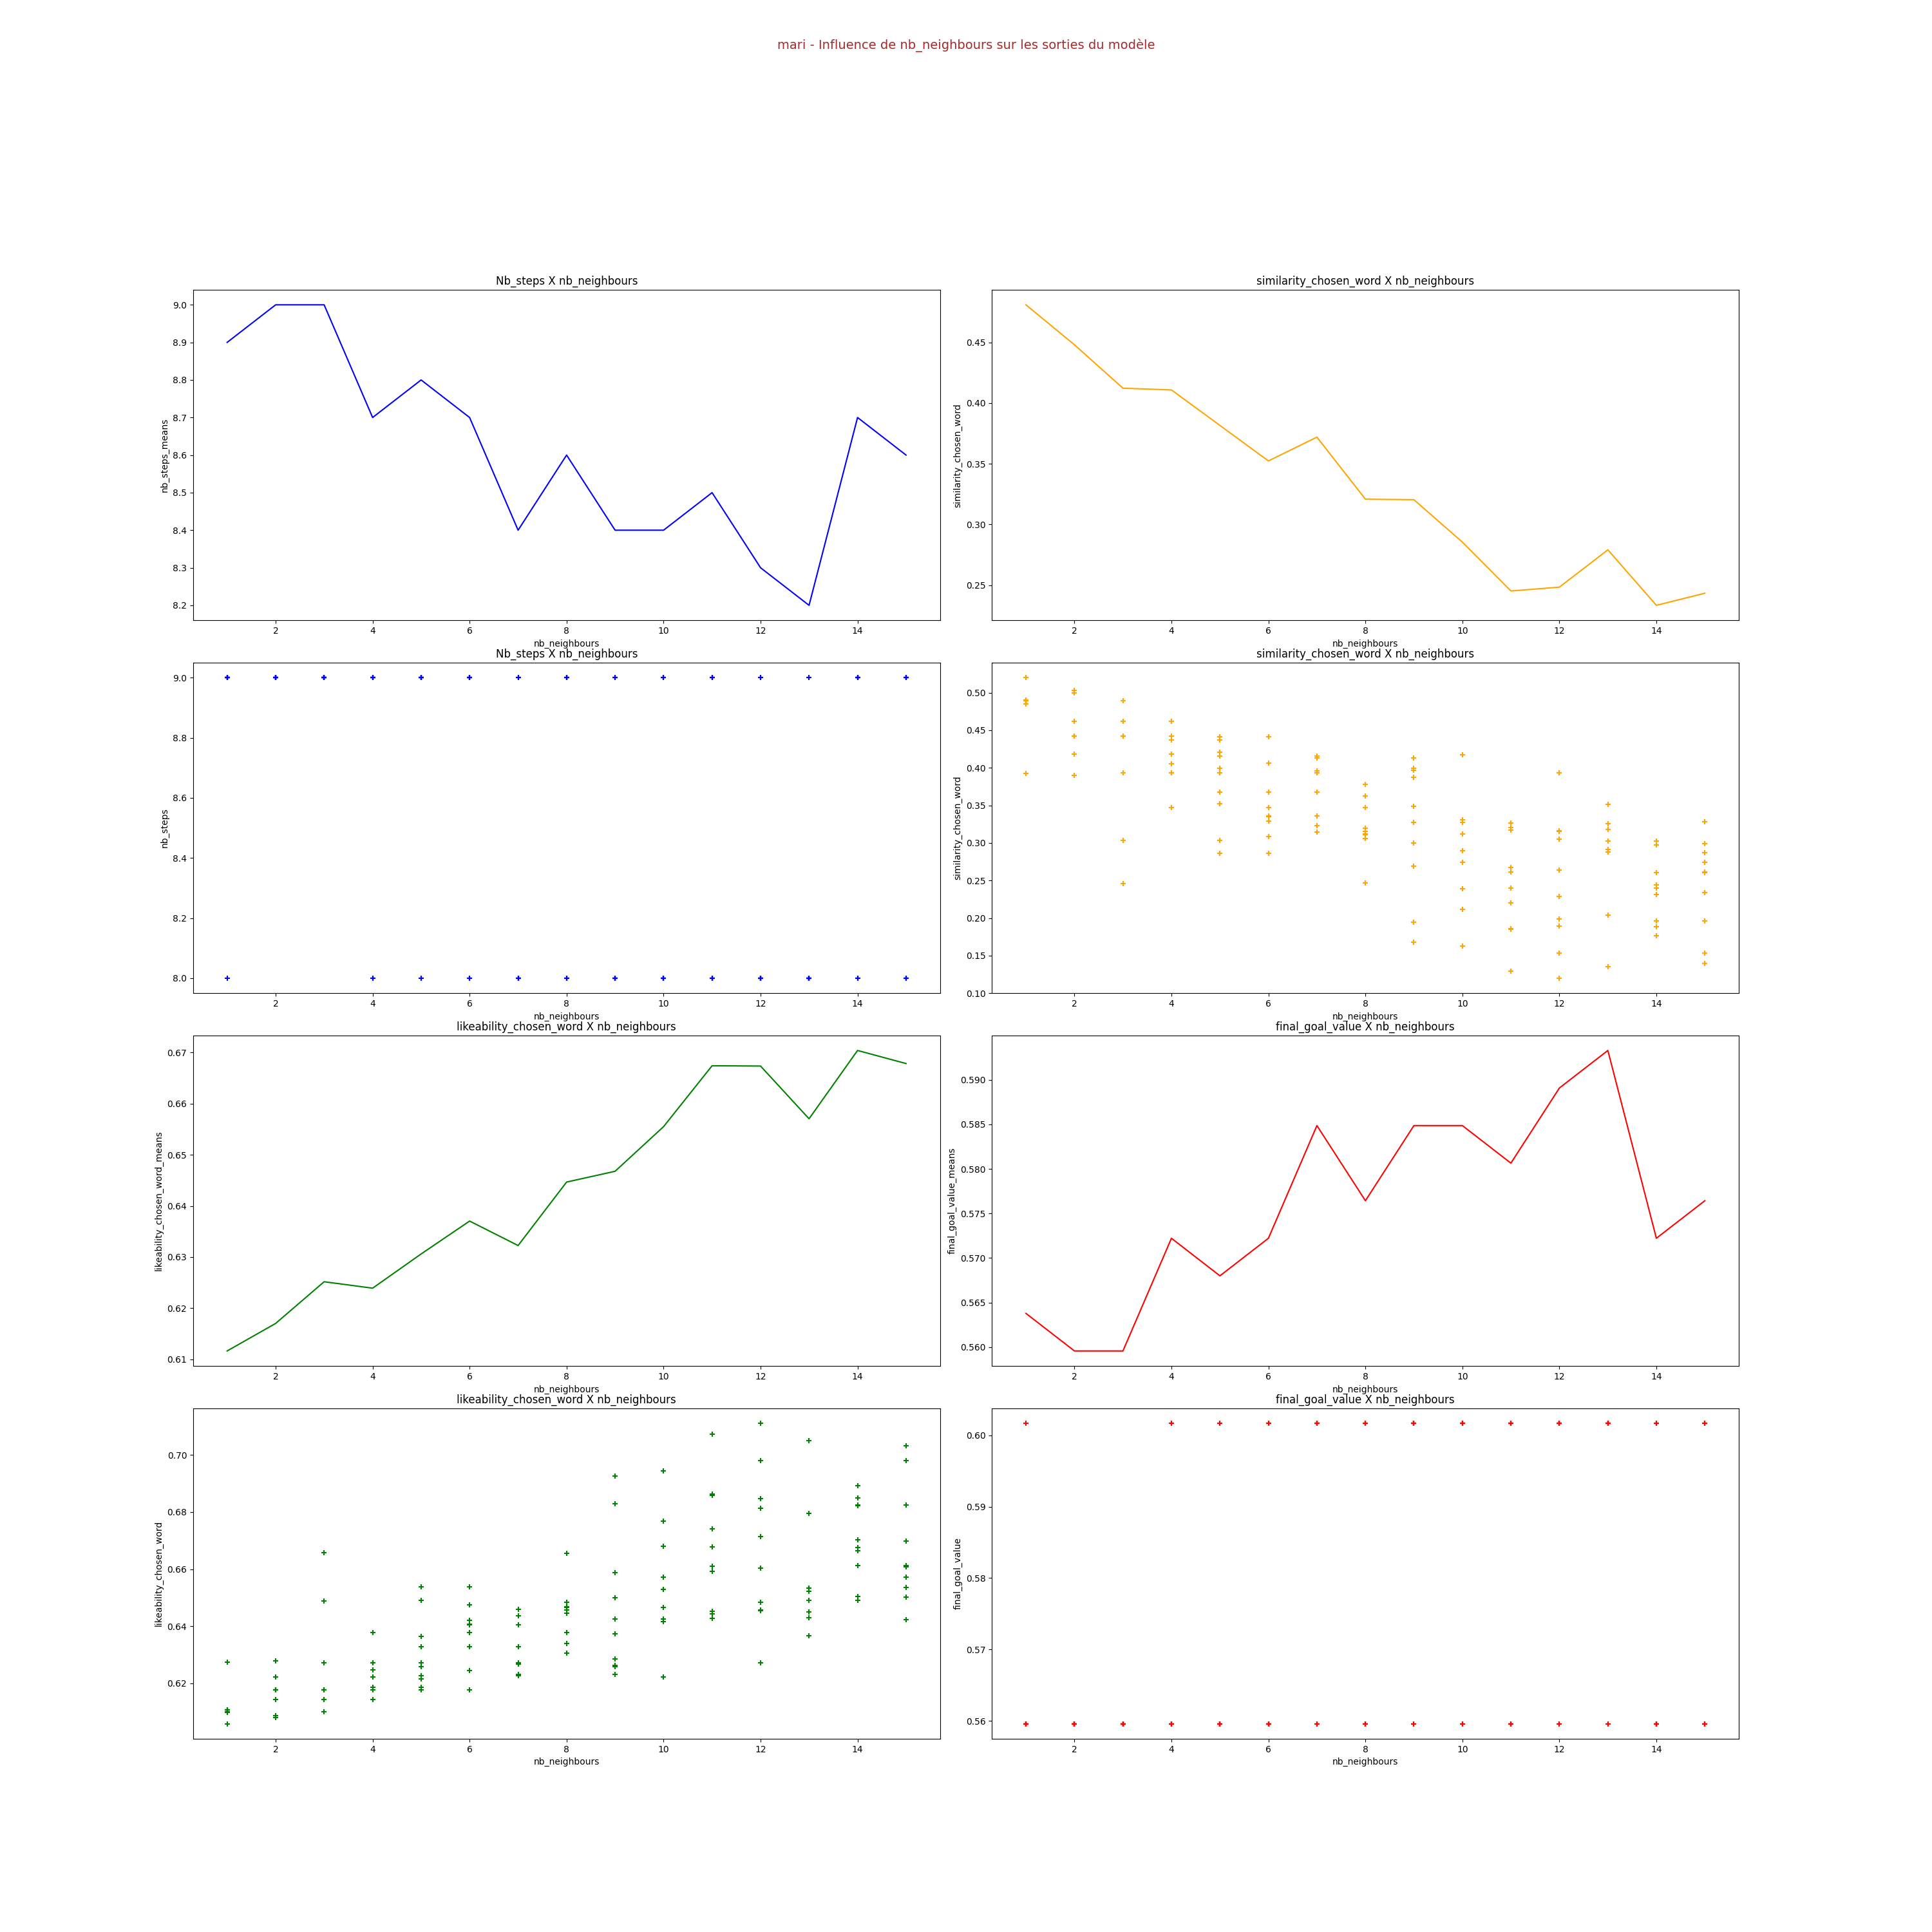 mari - Influence de nb_neighbours sur les sorties du modèle
Nb_steps X nb_neighbours
nb_steps_means
9.0
8.9
8.8
8.7
8.6
8.5
8.4
8.3
8.2
2 4 6 8 10 12 14
nb_neighbours
similarity_chosen_word X nb_neighbours
similarity_chosen_word
0.45
0.40
0.35
0.30
0.25
2 4 6 8 10 12 14
nb_neighbours
Nb_steps X nb_neighbours
nb_steps
9.0
8.8
8.6
8.4
8.2
8.0
2 4 6 8 10 12 14
nb_neighbours
similarity_chosen_word X nb_neighbours
similarity_chosen_word
0.50
0.45
0.40
0.35
0.30
0.25
0.20
0.15
0.10
2 4 6 8 10 12 14
nb_neighbours
likeability_chosen_word X nb_neighbours
likeability_chosen_word_means
0.67
0.66
0.65
0.64
0.63
0.62
0.61
2 4 6 8 10 12 14
nb_neighbours
final_goal_value X nb_neighbours
final_goal_value_means
0.590
0.585
0.580
0.575
0.570
0.565
0.560
2 4 6 8 10 12 14
nb_neighbours
likeability_chosen_word X nb_neighbours
likeability_chosen_word
0.70
0.68
0.66
0.64
0.62
2 4 6 8 10 12 14
nb_neighbours
final_goal_value X nb_neighbours
final_goal_value
0.60
0.59
0.58
0.57
0.56
2 4 6 8 10 12 14
nb_neighbours